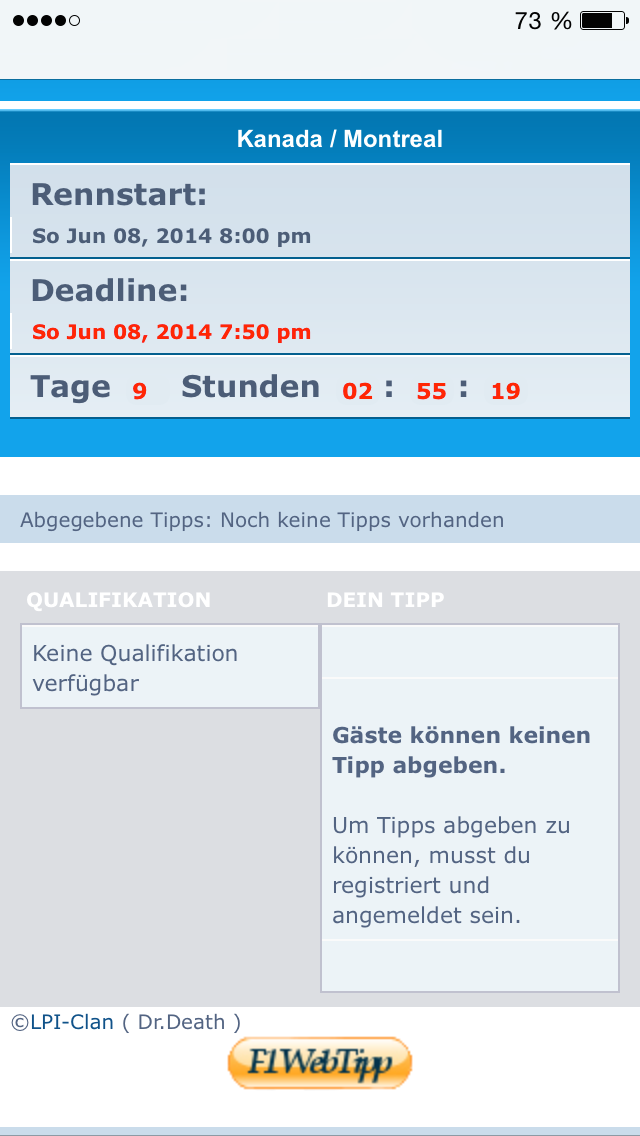 73 %
Kanada / Montreal
Rennstart:
So Jun 08, 2014 8:00 pm
Deadline:
So Jun 08, 2014 7:50 pm
Tage 9 Stunden 02 : 55 : 19
Abgegebene Tipps: Noch keine Tipps vorhanden
QUALIFIKATION
Keine Qualifikation
verfügbar
DEIN TIPP
Gäste können keinen
Tipp abgeben.
Um Tipps abgeben zu
können, musst du
registriert und
angemeldet sein.
©LPI-Clan ( Dr.Death )
F1WebTipp